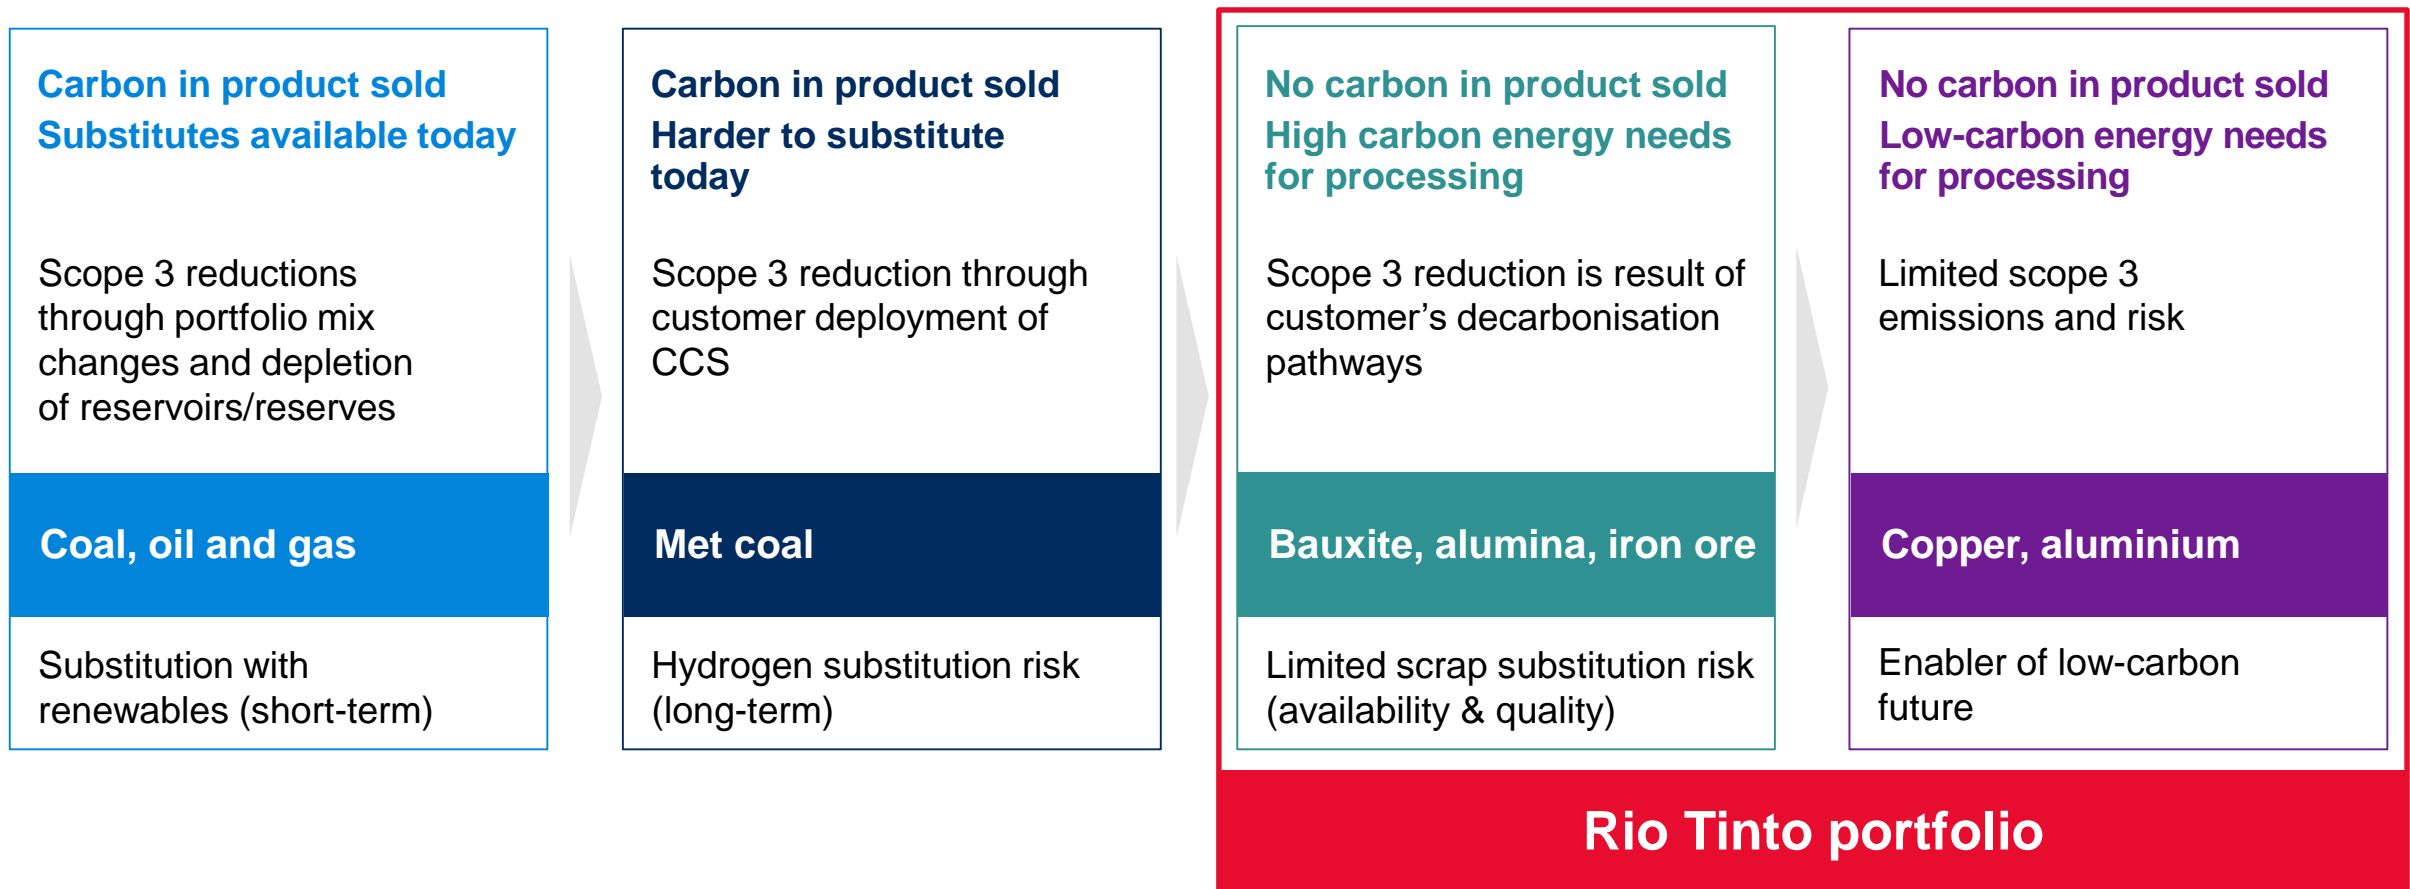 Carbon in product sold
Substitutes available today
Scope 3 reductions
through portfolio mix
changes and depletion
of reservoirs/reserves
Coal, oil and gas
Substitution with
renewables (short-term)
Carbon in product sold
Harder to substitute
today
Scope 3 reduction through
customer deployment of
CCS
Met coal
Hydrogen substitution risk
(long-term)
No carbon in product sold
High carbon energy needs
for processing
Scope 3 reduction is result of
customer’s decarbonisation
pathways
Bauxite, alumina, iron ore
Limited scrap substitution risk
(availability & quality)
No carbon in product sold
Low-carbon energy needs
for processing
Limited scope 3
emissions and risk
Copper, aluminium
Enabler of low-carbon
future
Rio Tinto portfolio